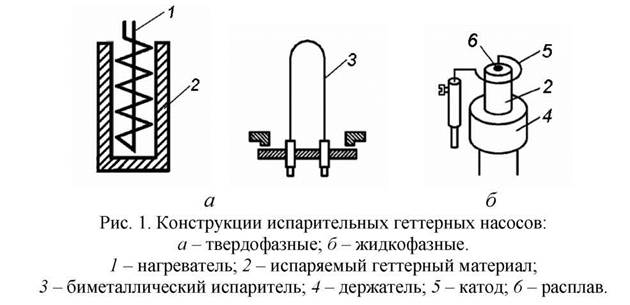 1
2
3
6
5
2
4
а
б
Рис. 1. Конструкции испарительных геттерных насосов:
а – твердофазные; б – жидкофазные.
1 – нагреватель; 2 – испаряемый геттерный материал;
3 – биметаллический испаритель; 4 – держатель; 5 – катод; 6 – расплав.